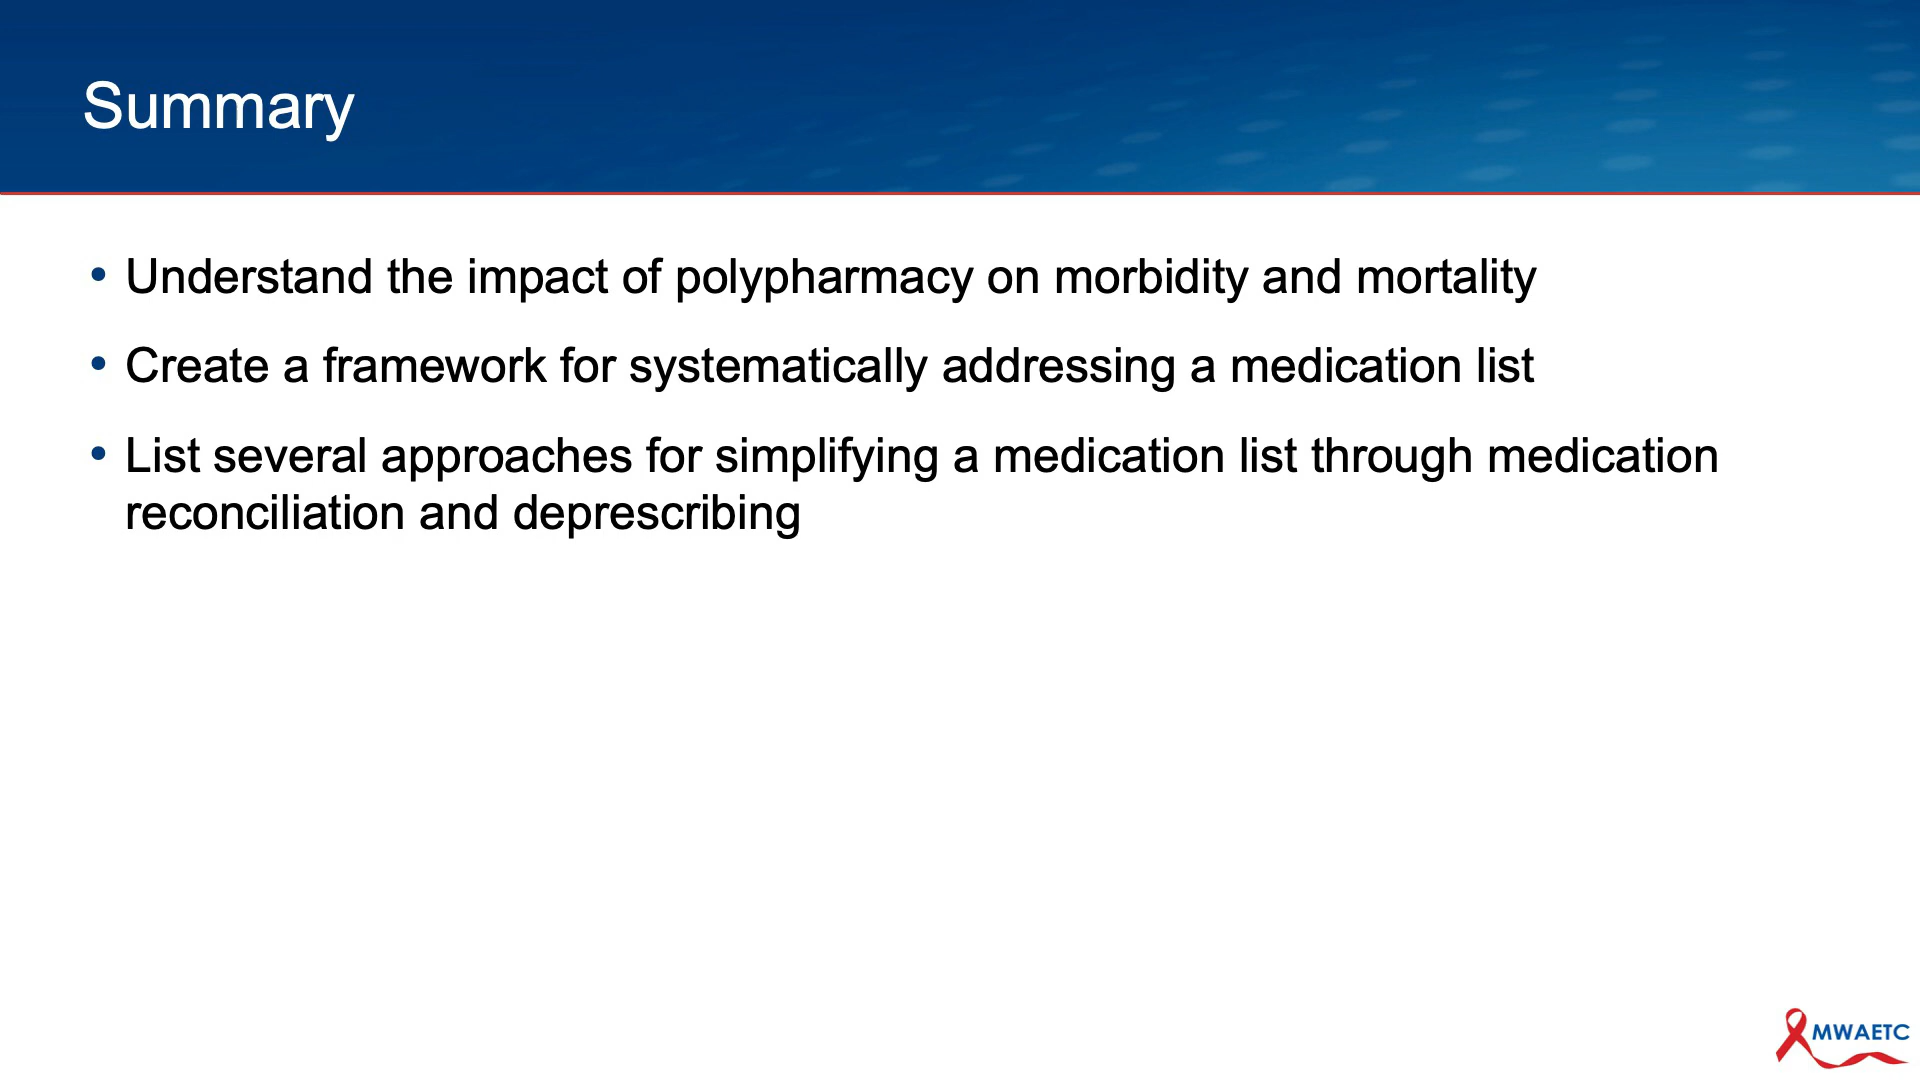 Summary
• Understand the impact of polypharmacy on morbidity and mortality
• Create a framework for systematically addressing a medication list
• List several approaches for simplifying a medication list through medication
reconciliation and deprescribing
MWAETC